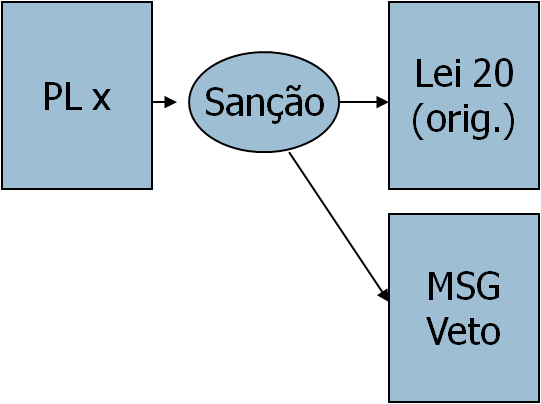 PL x
Sanção
Lei 20
(orig.)
MSG
Veto